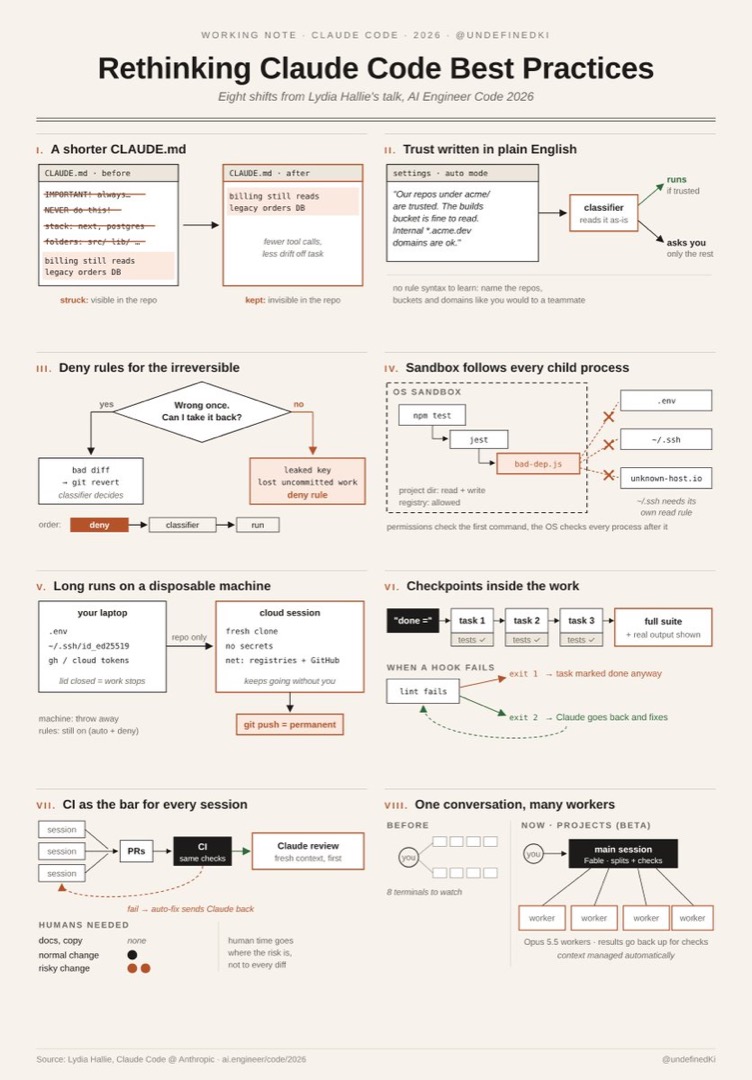 WORKING NOTE · CLAUDE CODE · 2026 · @UNDEFINEDKI
Rethinking Claude Code Best Practices
Eight shifts from Lydia Hallie's talk, AI Engineer Code 2026
I. A shorter CLAUDE.md
CLAUDE.md · before
IMPORTANT! always…
NEVER do this!
stack: next, postgres
folders: src/ lib/ …
billing still reads
legacy orders DB
struck: visible in the repo
CLAUDE.md · after
billing still reads
legacy orders DB
fewer tool calls,
less drift off task
kept: invisible in the repo
II. Trust written in plain English
settings · auto mode
"Our repos under acme/
are trusted. The builds
bucket is fine to read.
Internal *.acme.dev
domains are ok."
classifier
reads it as-is
runs
if trusted
asks you
only the rest
no rule syntax to learn: name the repos,
buckets and domains like you would to a teammate
III. Deny rules for the irreversible
Wrong once.
Can I take it back?
yes
no
bad diff
→ git revert
classifier decides
leaked key
lost uncommitted work
deny rule
order:
deny
classifier
run
IV. Sandbox follows every child process
OS SANDBOX
npm test
jest
bad-dep.js
project dir: read + write
registry: allowed
.env
~/.ssh
unknown-host.io
~/.ssh needs its
own read rule
permissions check the first command, the OS checks every process after it
V. Long runs on a disposable machine
your laptop
.env
~/.ssh/id_ed25519
gh / cloud tokens
lid closed = work stops
repo only
cloud session
fresh clone
no secrets
net: registries + GitHub
keeps going without you
machine: throw away
rules: still on (auto + deny)
git push = permanent
VI. Checkpoints inside the work
"done ="
task 1
tests ✓
task 2
tests ✓
task 3
tests ✓
full suite
+ real output shown
WHEN A HOOK FAILS
lint fails
exit 1 → task marked done anyway
exit 2 → Claude goes back and fixes
VII. CI as the bar for every session
session
session
session
PRs
CI
same checks
Claude review
fresh context, first
fail → auto-fix sends Claude back
HUMANS NEEDED
docs, copy none
normal change
risky change
human time goes
where the risk is,
not to every diff
VIII. One conversation, many workers
BEFORE
you
8 terminals to watch
NOW · PROJECTS (BETA)
you
main session
Fable · splits + checks
worker
worker
worker
worker
Opus 5.5 workers · results go back up for checks
context managed automatically
Source: Lydia Hallie, Claude Code @ Anthropic · ai.engineer/code/2026
@undefinedKi